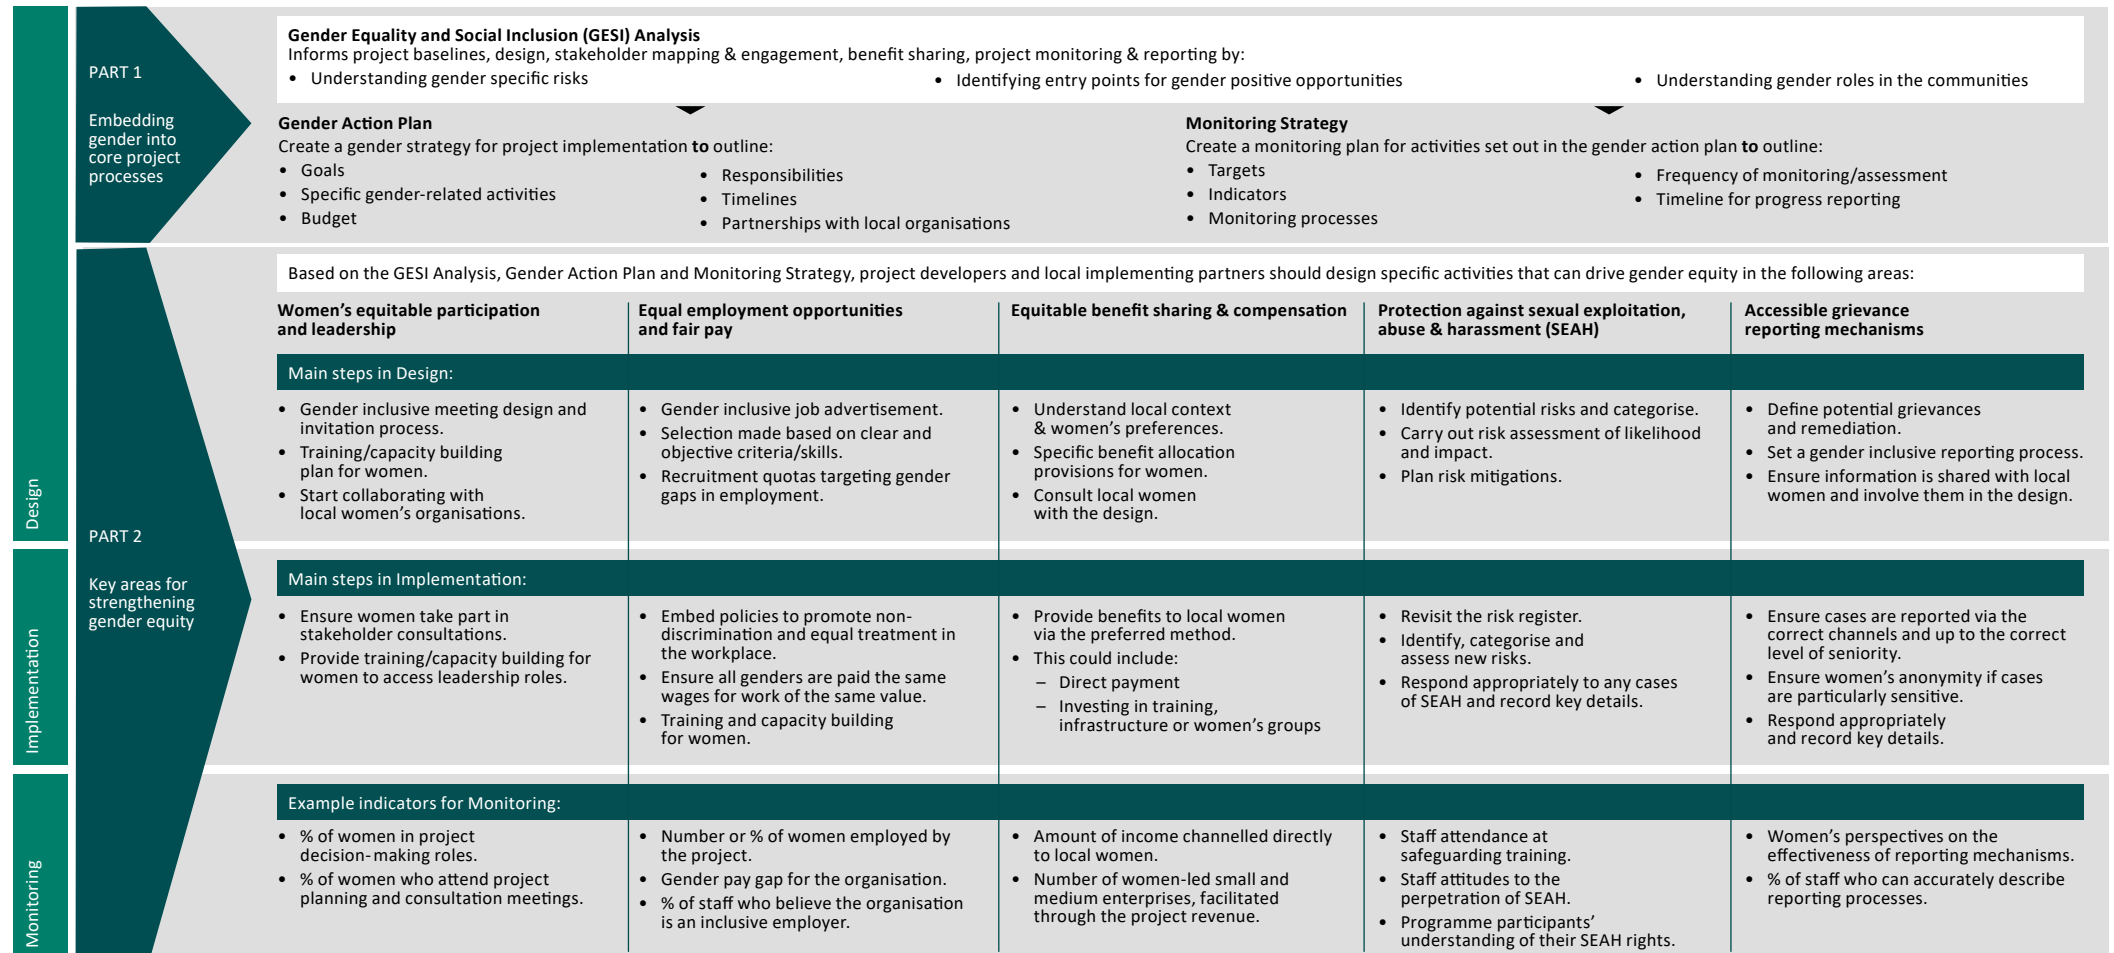 Design
Implementation
Monitoring
PART 1
Embedding
gender into
core project
processes
Gender Equality and Social Inclusion (GESI) Analysis
Informs project baselines, design, stakeholder mapping & engagement, benefit sharing, project monitoring & reporting by:
• Understanding gender specific risks
• Identifying entry points for gender positive opportunities
• Understanding gender roles in the communities
Gender Action Plan
Create a gender strategy for project implementation to outline:
• Goals
• Specific gender-related activities
• Budget
• Responsibilities
• Timelines
• Partnerships with local organisations
Monitoring Strategy
Create a monitoring plan for activities set out in the gender action plan to outline:
• Targets
• Indicators
• Monitoring processes
• Frequency of monitoring/assessment
• Timeline for progress reporting
PART 2
Key areas for
strengthening
gender equity
Based on the GESI Analysis, Gender Action Plan and Monitoring Strategy, project developers and local implementing partners should design specific activities that can drive gender equity in the following areas:
Women's equitable participation
and leadership
Equal employment opportunities
and fair pay
Equitable benefit sharing & compensation
Protection against sexual exploitation,
abuse & harassment (SEAH)
Accessible grievance
reporting mechanisms
Main steps in Design:
• Gender inclusive meeting design and
invitation process.
• Training/capacity building
plan for women.
• Start collaborating with
local women's organisations.
• Gender inclusive job advertisement.
• Selection made based on clear and
objective criteria/skills.
• Recruitment quotas targeting gender
gaps in employment.
• Understand local context
& women's preferences.
• Specific benefit allocation
provisions for women.
• Consult local women
with the design.
• Identify potential risks and categorise.
• Carry out risk assessment of likelihood
and impact.
• Plan risk mitigations.
• Define potential grievances
and remediation.
• Set a gender inclusive reporting process.
• Ensure information is shared with local
women and involve them in the design.
Main steps in Implementation:
• Ensure women take part in
stakeholder consultations.
• Provide training/capacity building for
women to access leadership roles.
• Embed policies to promote non-
discrimination and equal treatment in
the workplace.
• Ensure all genders are paid the same
wages for work of the same value.
• Training and capacity building
for women.
• Provide benefits to local women
via the preferred method.
• This could include:
– Direct payment
– Investing in training,
infrastructure or women's groups
• Revisit the risk register.
• Identify, categorise and
assess new risks.
• Respond appropriately to any cases
of SEAH and record key details.
• Ensure cases are reported via the
correct channels and up to the correct
level of seniority.
• Ensure women's anonymity if cases
are particularly sensitive.
• Respond appropriately
and record key details.
Example indicators for Monitoring:
• % of women in project
decision-making roles.
• % of women who attend project
planning and consultation meetings.
• Number or % of women employed by
the project.
• Gender pay gap for the organisation.
• % of staff who believe the organisation
is an inclusive employer.
• Amount of income channelled directly
to local women.
• Number of women-led small and
medium enterprises, facilitated
through the project revenue.
• Staff attendance at
safeguarding training.
• Staff attitudes to the
perpetration of SEAH.
• Programme participants'
understanding of their SEAH rights.
• Women's perspectives on the
effectiveness of reporting mechanisms.
• % of staff who can accurately describe
reporting processes.